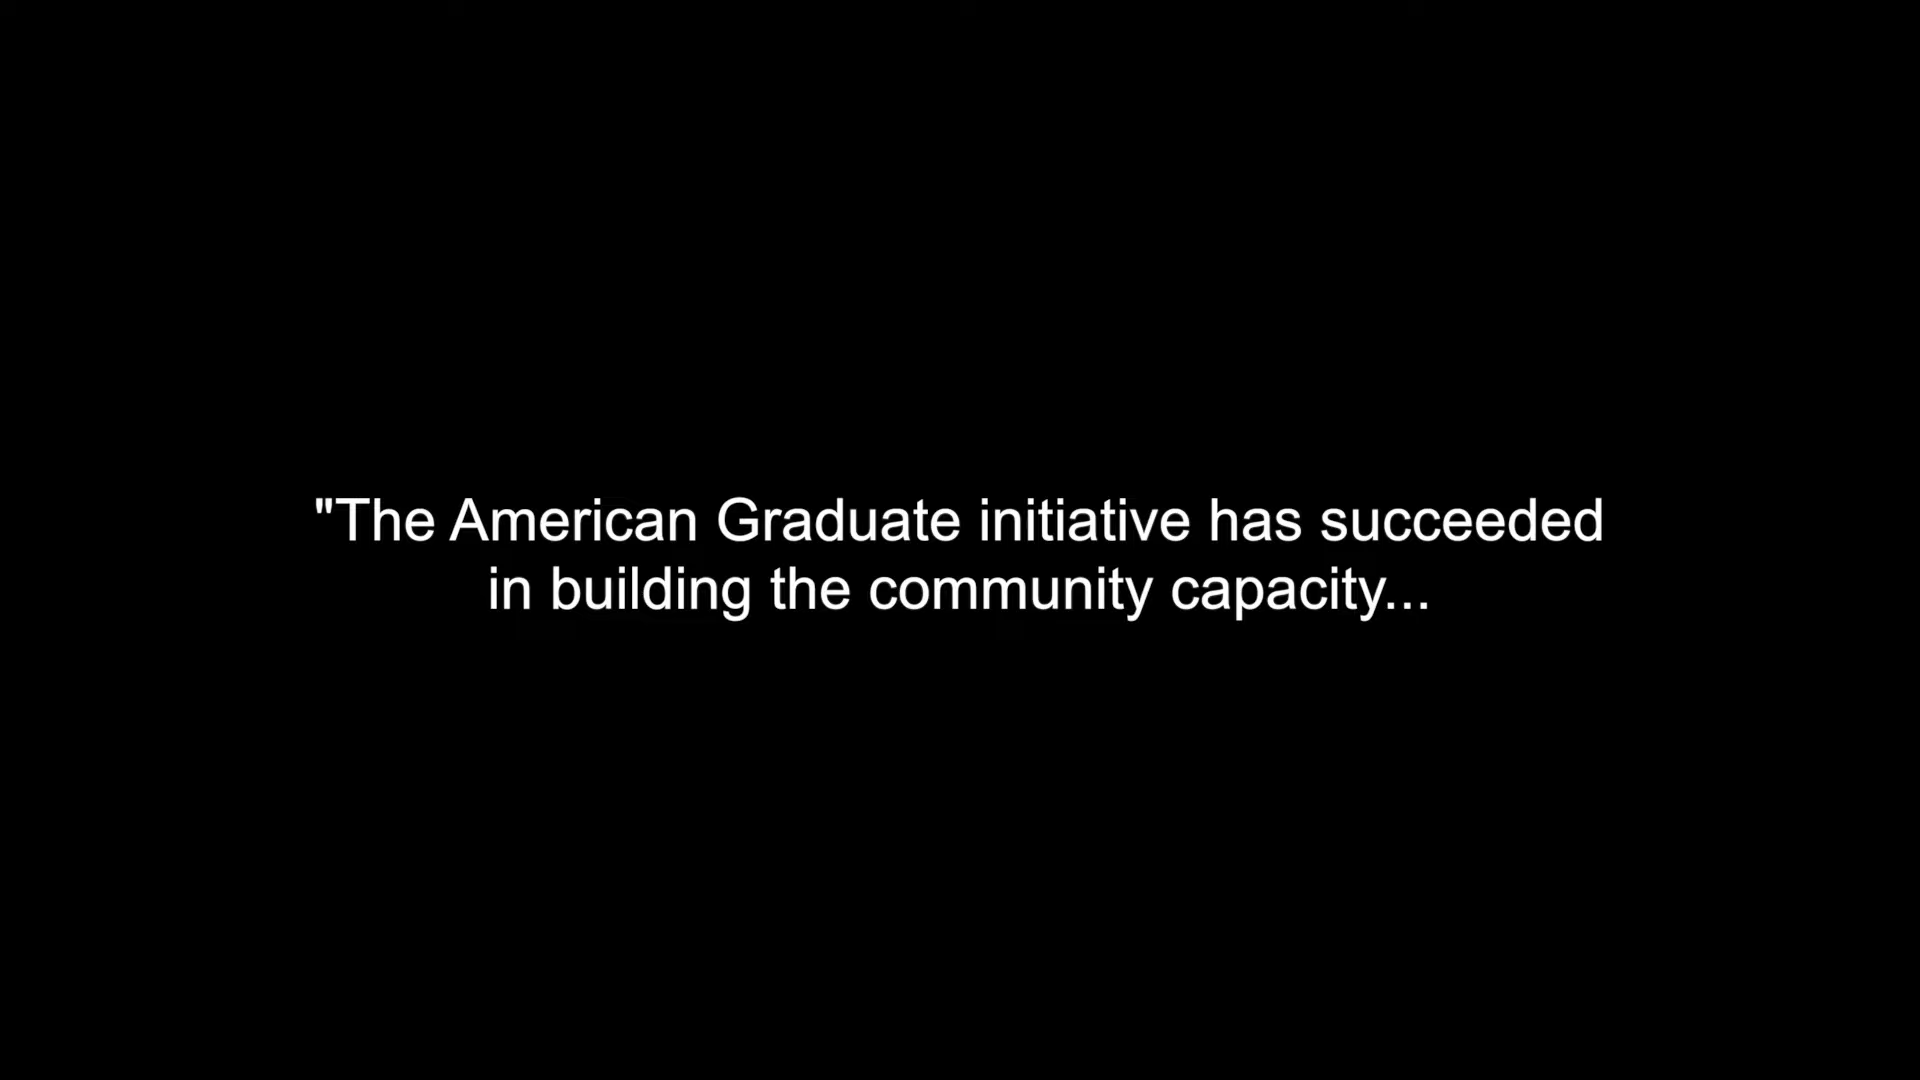 "The American Graduate initiative has succeeded
in building the community capacity...